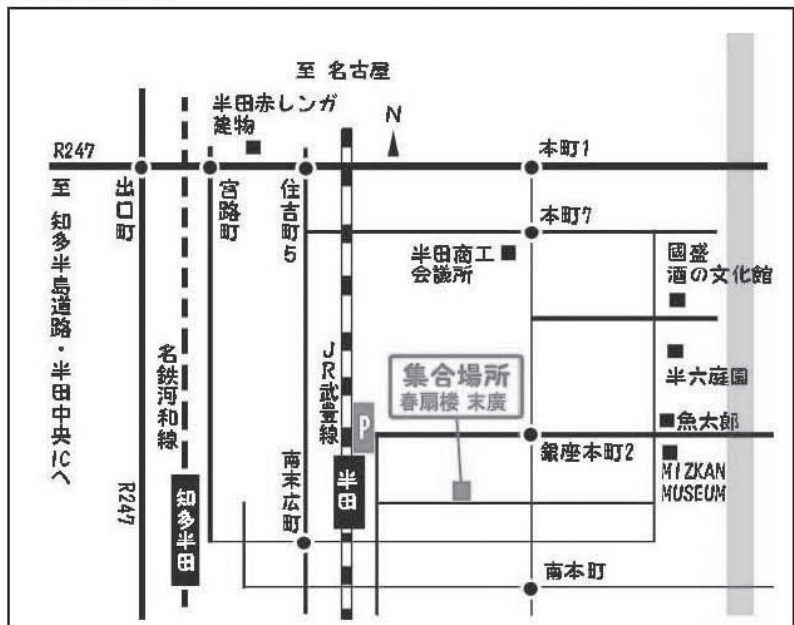 至 名古屋
半田赤レンガ
建物
N
R247
本町1
至 知多半島道路・半田中央ICへ
出口町
宮路町
住吉町5
本町7
半田商工
会議所
國盛
酒の文化館
名鉄河和線
JR武豊線
集合場所
春扇楼 末廣
半六庭園
P
魚太郎
銀座本町2
MIZKAN
MUSEUM
R247
知多半田
南末広町
半田
南本町